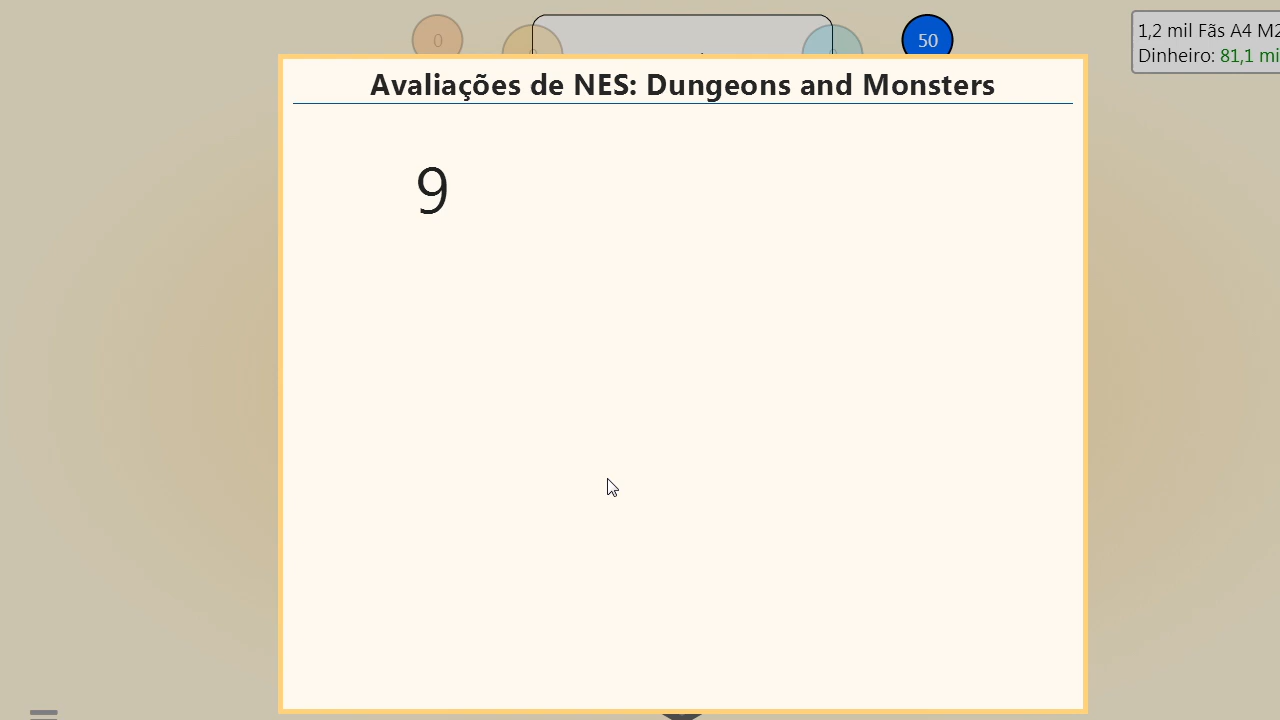 0
50
1,2 mil Fãs A4 M2
Dinheiro: 81,1 mi
Avaliações de NES: Dungeons and Monsters
9